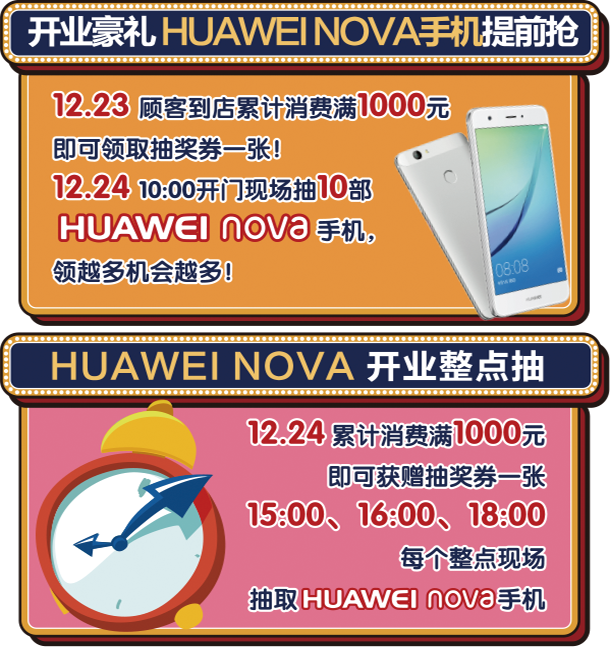 开业豪礼 HUAWEI NOVA手机提前抢
12.23 顾客到店累计消费满1000元
即可领取抽奖券一张!
12.24 10:00开门现场抽10部
HUAWEI nova 手机，
领越多机会越多!
08:08
HUAWEI
HUAWEI NOVA 开业整点抽
12.24 累计消费满1000元
即可获赠抽奖券一张
15:00、16:00、18:00
每个整点现场
抽取HUAWEI nova手机